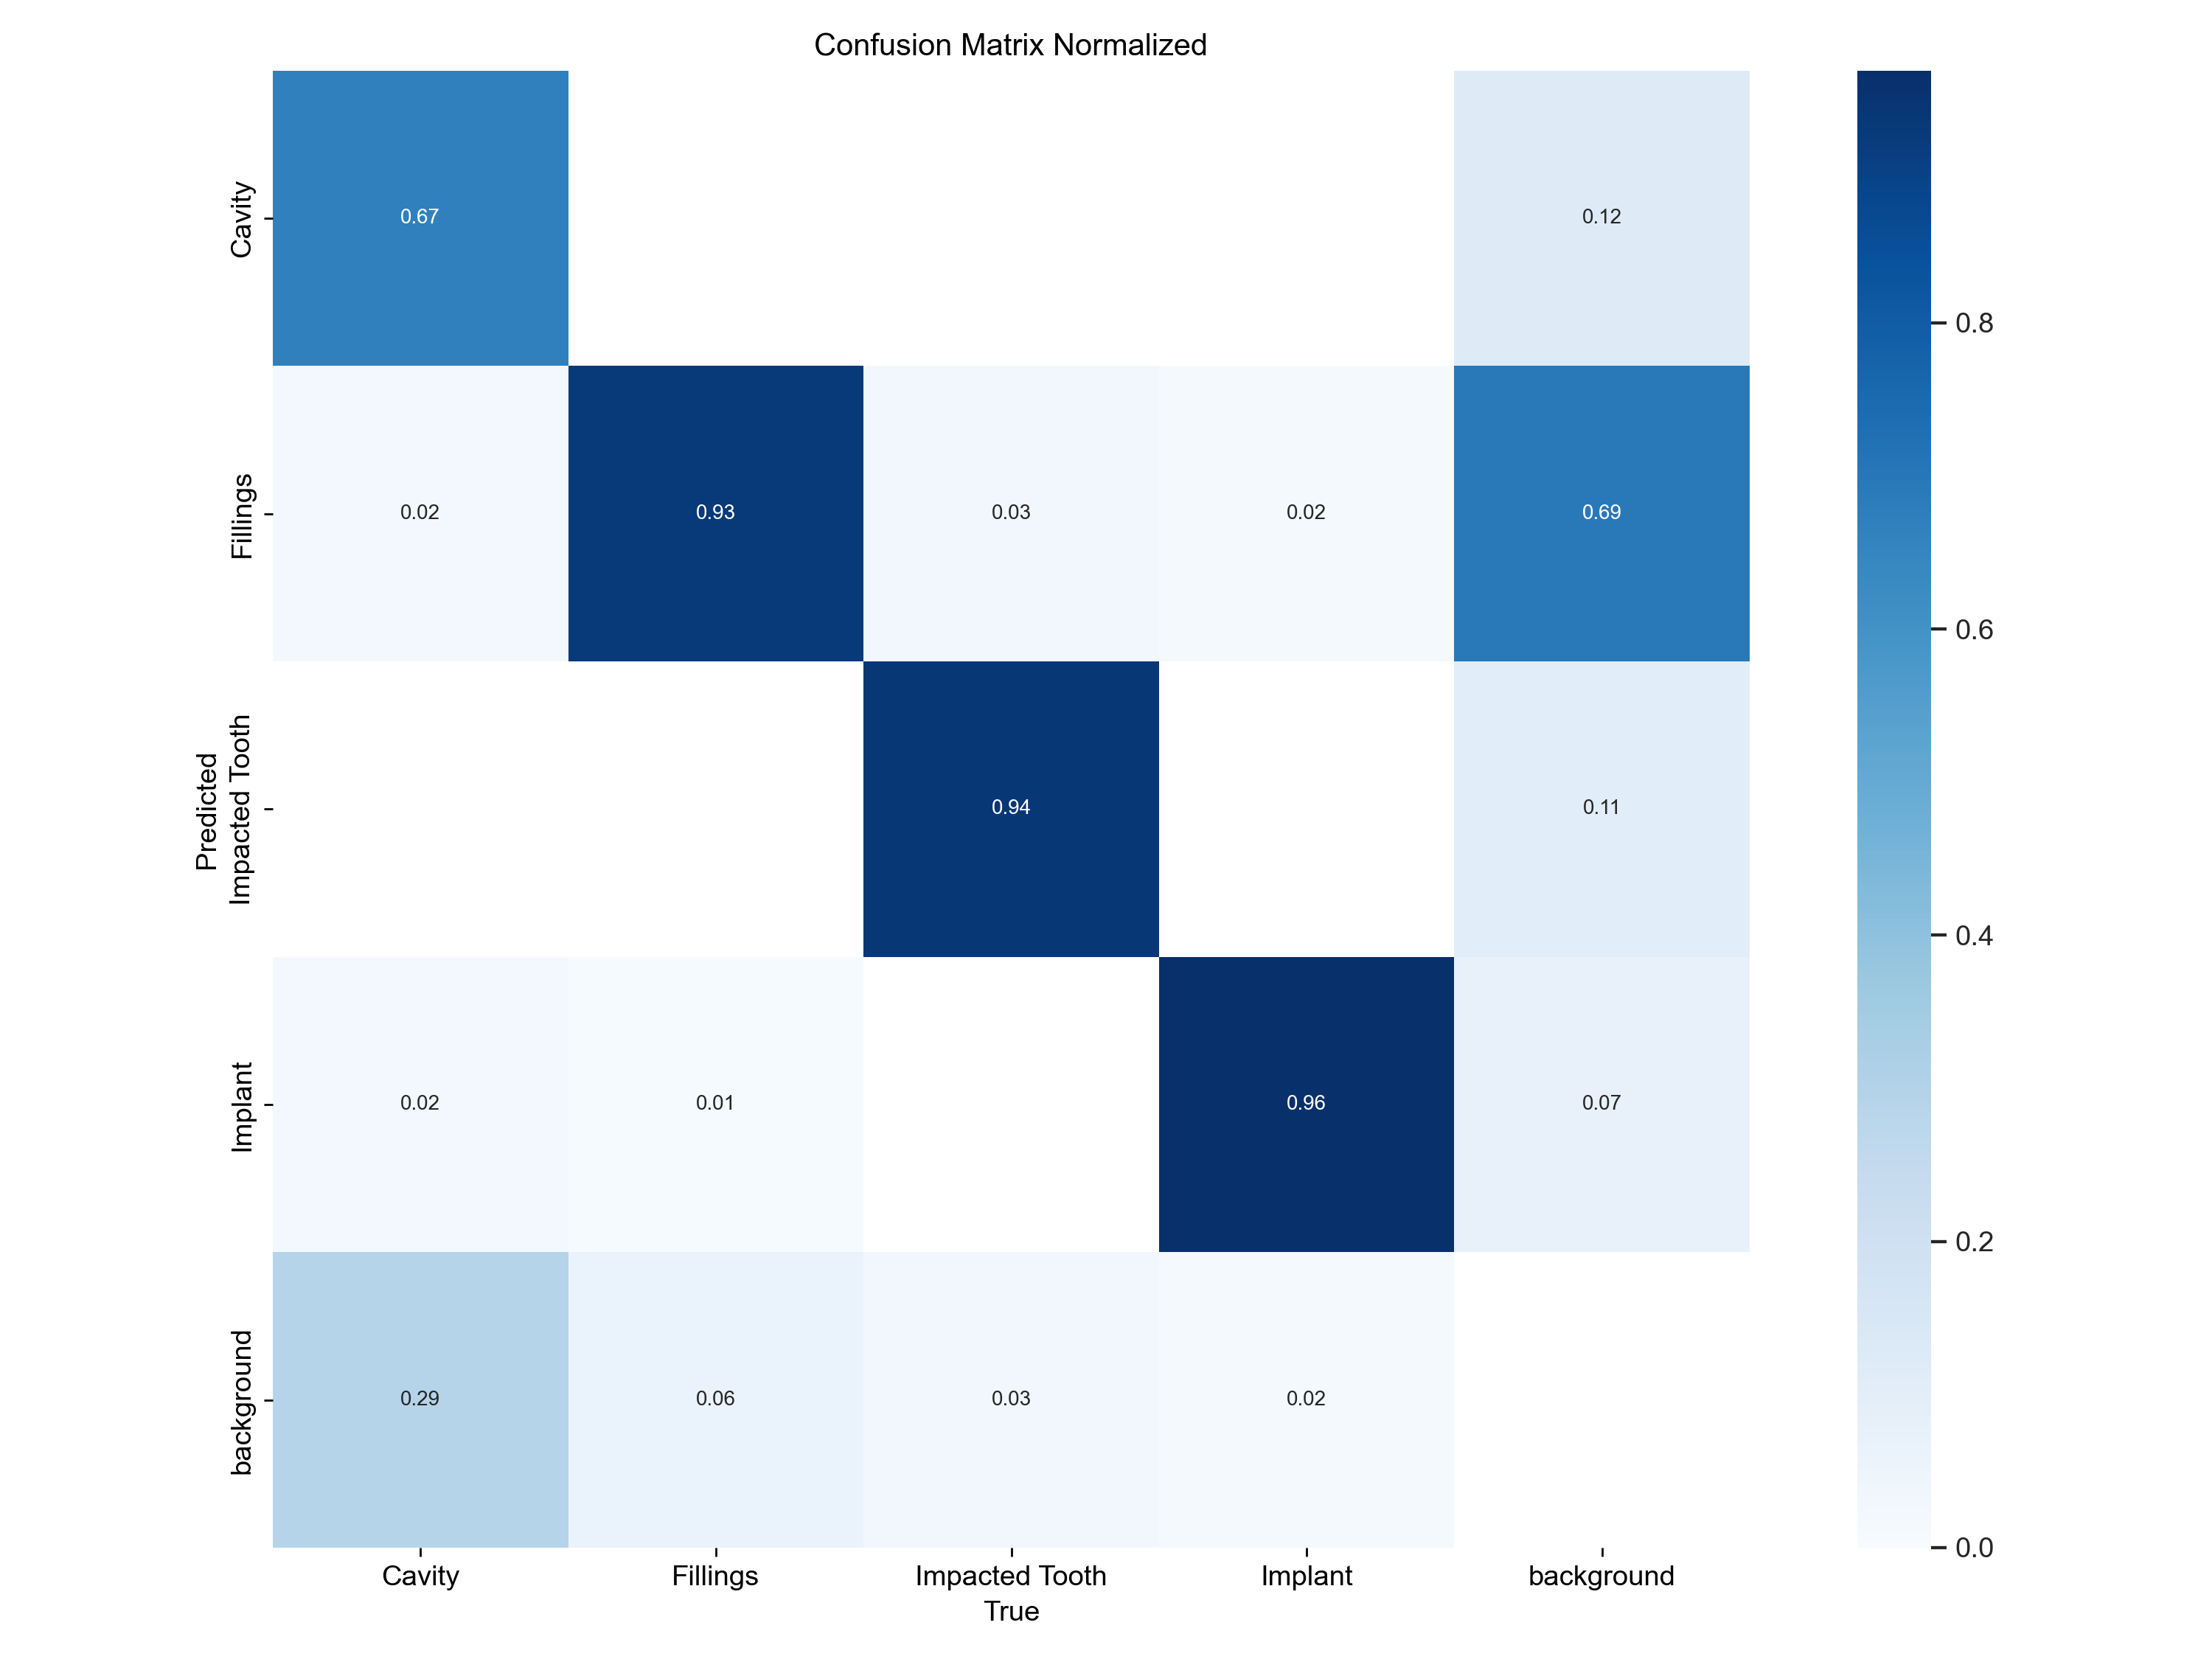 Confusion Matrix Normalized
Predicted
Cavity
0.67
0.12
Fillings
0.02
0.93
0.03
0.02
0.69
Impacted Tooth
0.94
0.11
Implant
0.02
0.01
0.96
0.07
background
0.29
0.06
0.03
0.02
Cavity
Fillings
Impacted Tooth
Implant
background
True
0.8
0.6
0.4
0.2
0.0